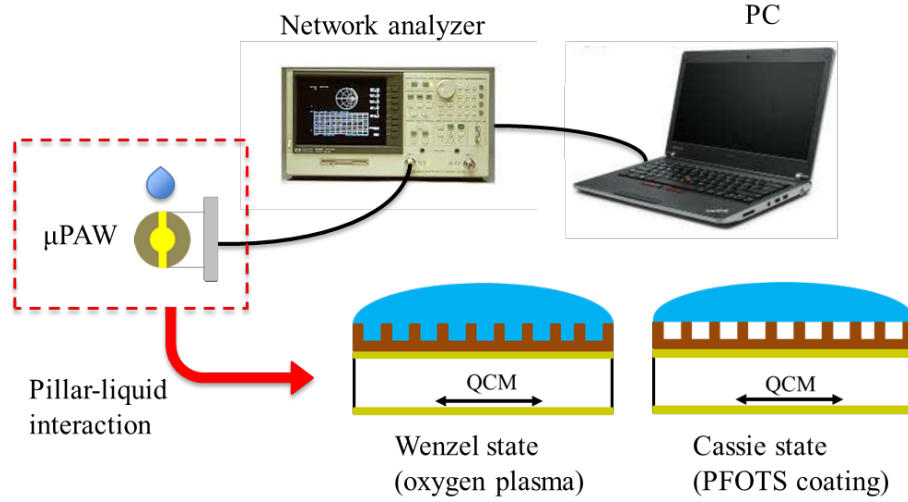 Network analyzer
PC
μPAW
Pillar-liquid
interaction
QCM
QCM
Wenzel state
(oxygen plasma)
Cassie state
(PFOTS coating)